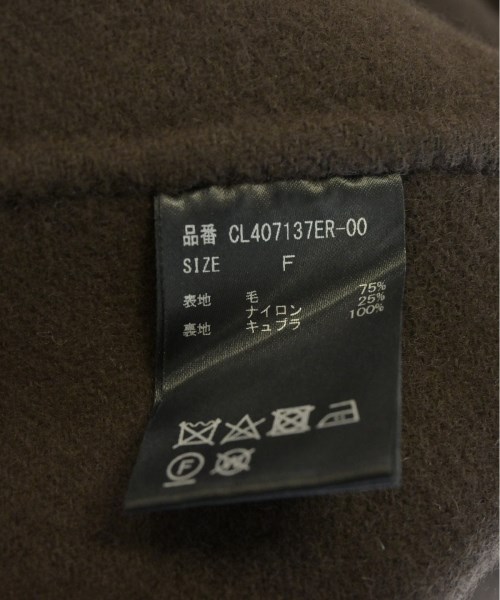 品番 CL407137ER-00
SIZE F
表地 毛 75%
ナイロン 25%
裏地 キュプラ 100%
F
W